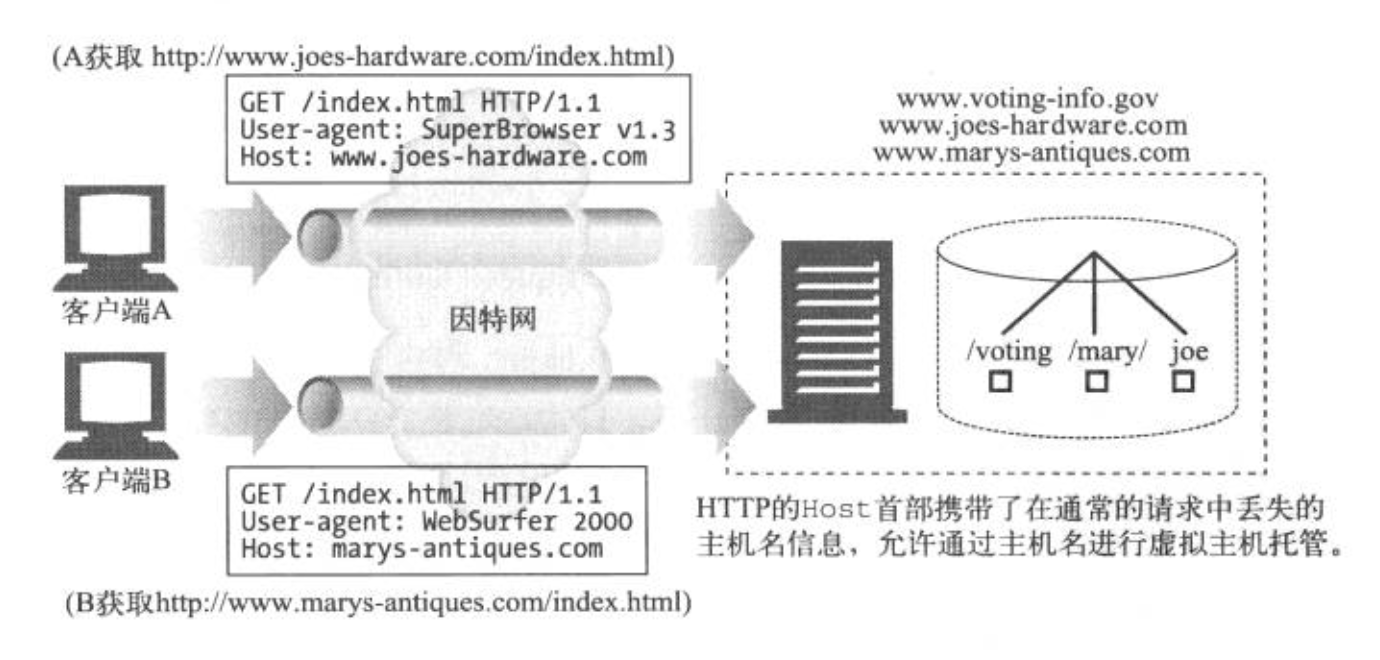 (A获取 http://www.joes-hardware.com/index.html)
GET /index.html HTTP/1.1
User-agent: SuperBrowser v1.3
Host: www.joes-hardware.com
www.voting-info.gov
www.joes-hardware.com
www.marys-antiques.com
客户端A
因特网
/voting /mary/ joe
客户端B
GET /index.html HTTP/1.1
User-agent: WebSurfer 2000
Host: marys-antiques.com
(B获取http://www.marys-antiques.com/index.html)
HTTP的Host首部携带了在通常的请求中丢失的
主机名信息，允许通过主机名进行虚拟主机托管。